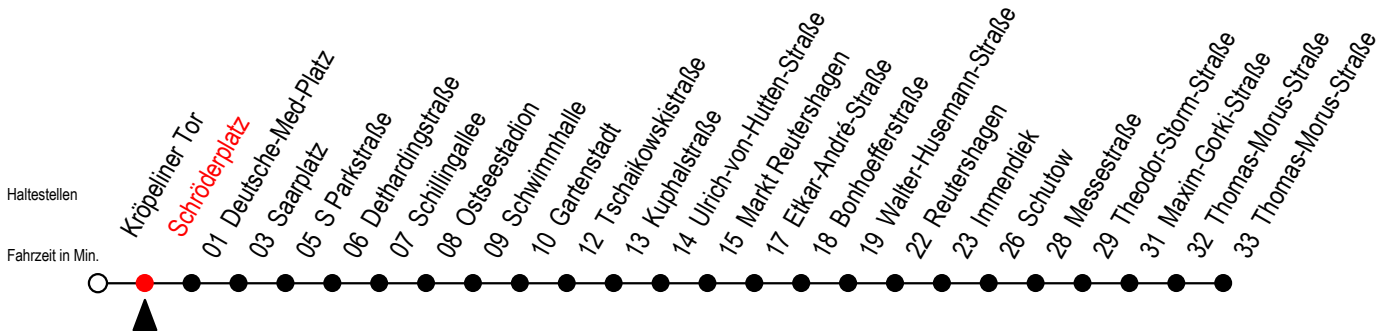 Haltestellen
Fahrzeit in Min.
Kröpeliner Tor
Schröderplatz
01 Deutsche-Med-Platz
03 Saarplatz
05 S Parkstraße
06 Dethardingstraße
07 Schillingallee
08 Ostseestadion
09 Schwimmhalle
10 Gartenstadt
12 Tschaikowskistraße
13 Kuphalstraße
14 Ulrich-von-Hutten-Straße
15 Markt Reutershagen
17 Etkar-André-Straße
18 Bonhoefferstraße
19 Walter-Husemann-Straße
22 Reutershagen
23 Immendiek
26 Schutow
28 Messestraße
29 Theodor-Storm-Straße
31 Maxim-Gorki-Straße
32 Thomas-Morus-Straße
33 Thomas-Morus-Straße